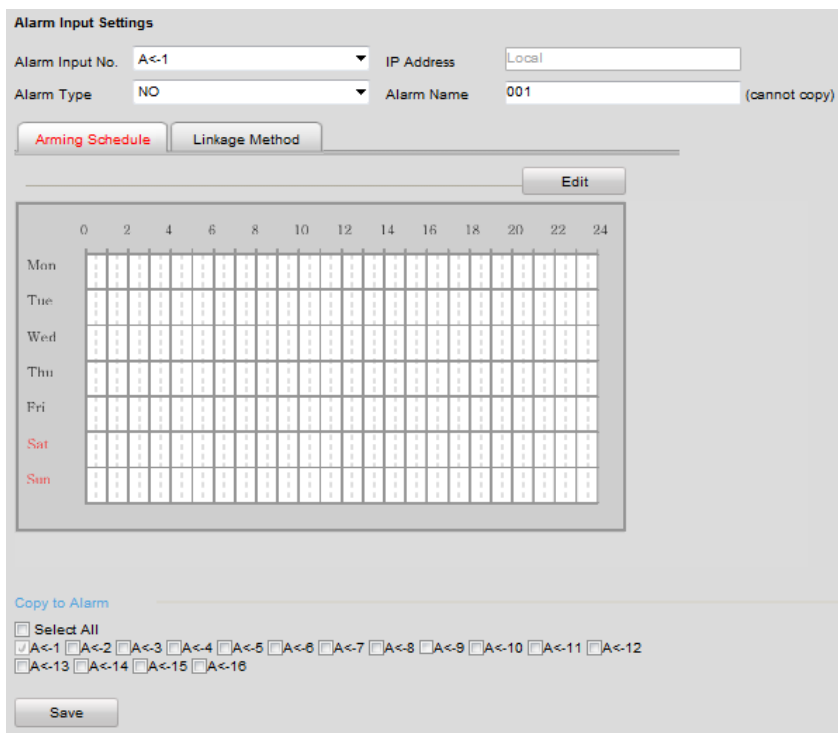 Alarm Input Settings
Alarm Input No. A<-1 IP Address Local
Alarm Type NO Alarm Name 001 (cannot copy)
Arming Schedule Linkage Method
Edit
0 2 4 6 8 10 12 14 16 18 20 22 24
Mon
Tue
Wed
Thu
Fri
Sat
Sun
Copy to Alarm
Select All
A<-1 A<-2 A<-3 A<-4 A<-5 A<-6 A<-7 A<-8 A<-9 A<-10 A<-11 A<-12
A<-13 A<-14 A<-15 A<-16
Save